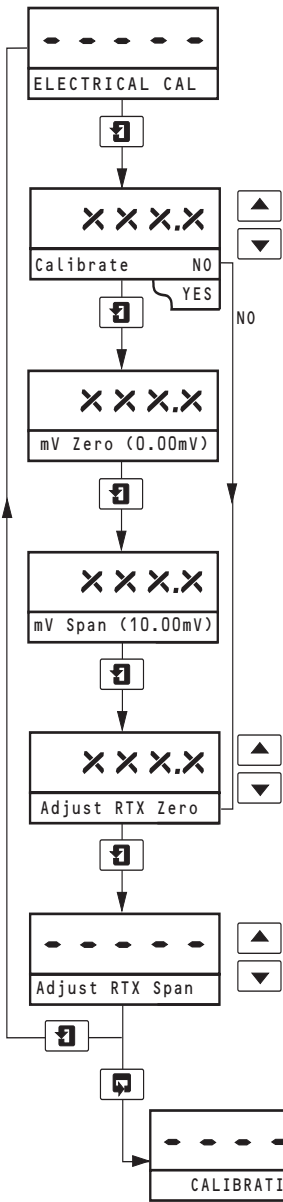 - - - - -
ELECTRICAL CAL
XXX.X
Calibrate NO
YES
NO
XXX.X
mV Zero (0.00mV)
XXX.X
mV Span (10.00mV)
XXX.X
Adjust RTX Zero
- - - - -
Adjust RTX Span
- - - -
CALIBRATI